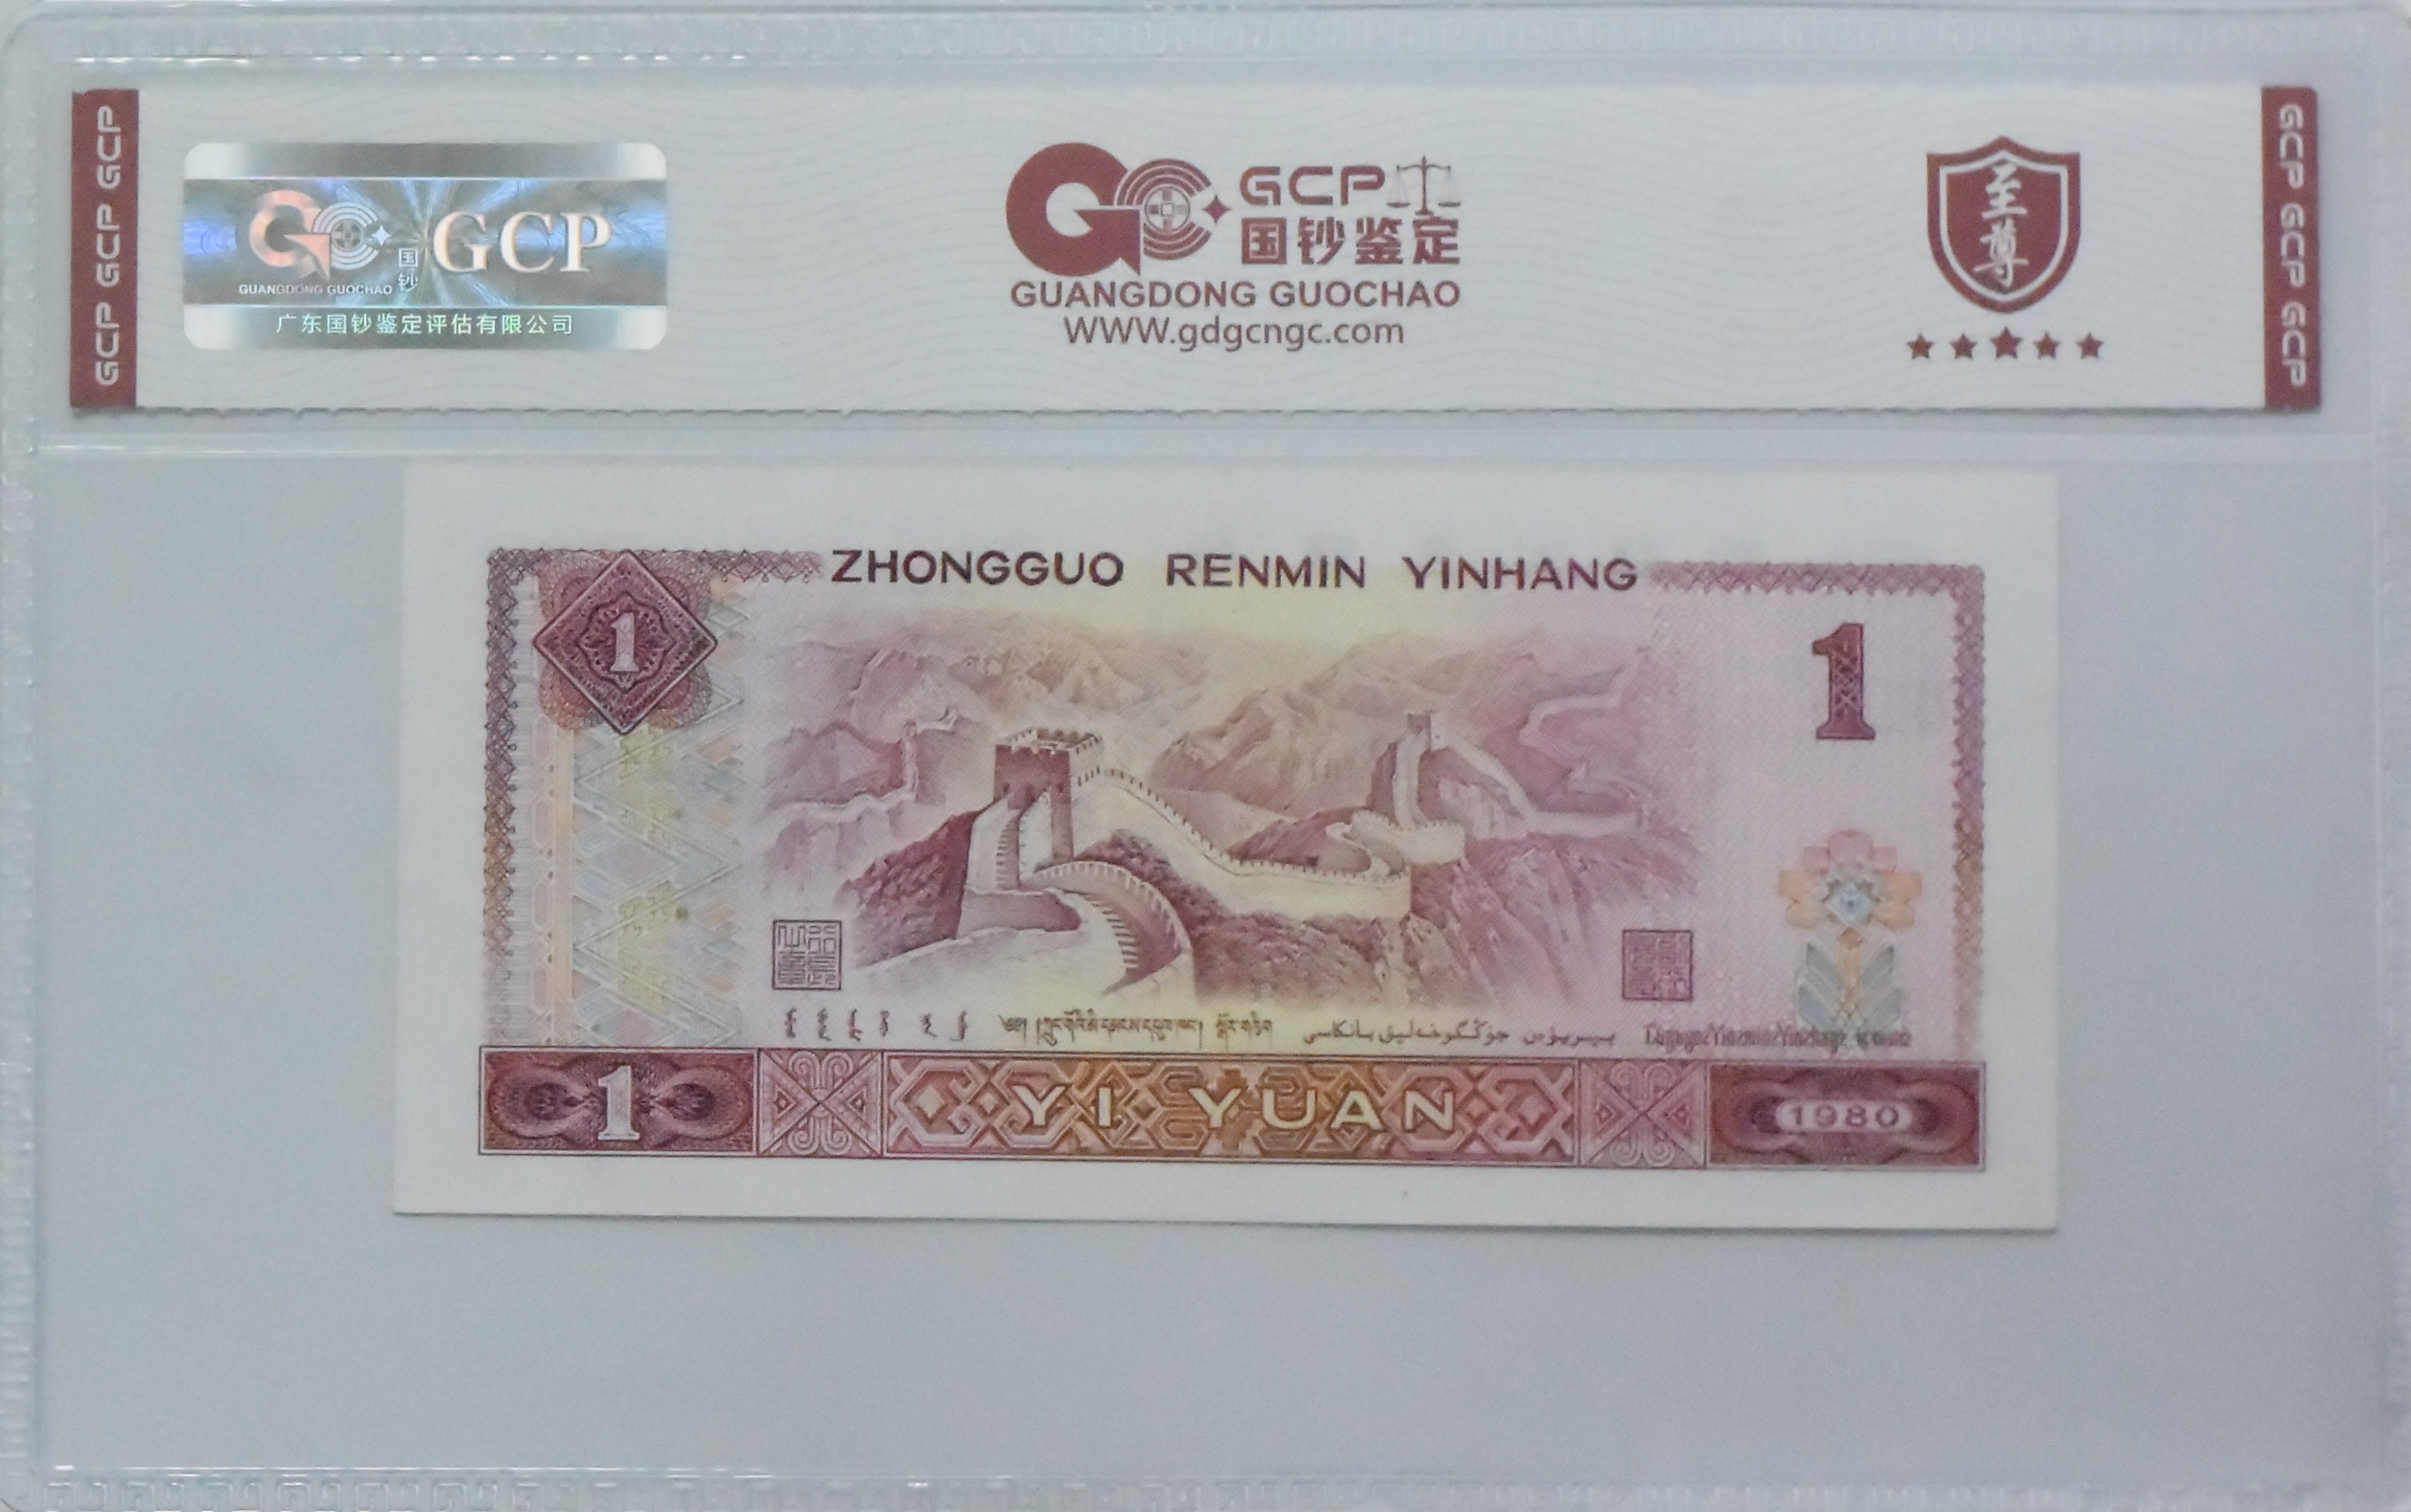 GCP GCP GCP
GCP
国钞
GUANGDONG GUOCHAO
广东国钞鉴定评估有限公司
GCP
国钞鉴定
GUANGDONG GUOCHAO
WWW.gdgcngc.com
至尊
GCP GCP GCP
ZHONGGUO RENMIN YINHANG
1
1
1
YI YUAN
1980